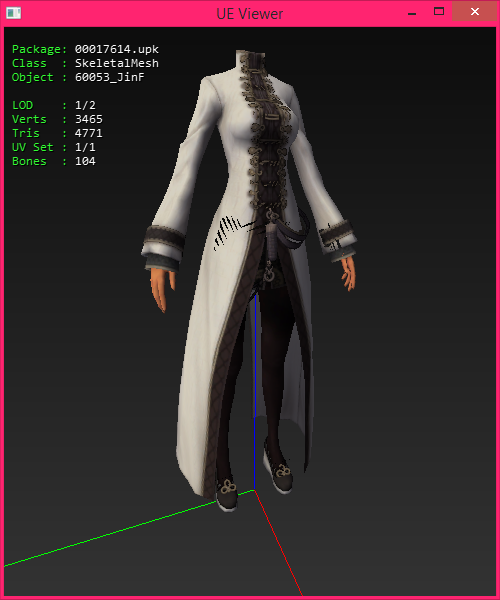 UE Viewer
Package: 00017614.upk
Class  : SkeletalMesh
Object : 60053_JinF
LOD    : 1/2
Verts  : 3465
Tris   : 4771
UV Set : 1/1
Bones  : 104